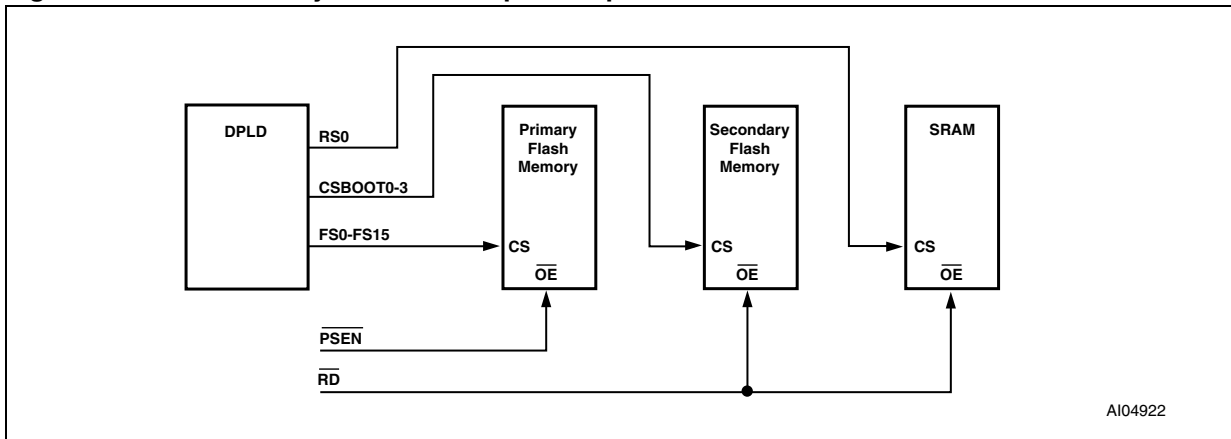 DPLD
RS0
CSBOOT0-3
FS0-FS15
Primary
Flash
Memory
CS
OE
Secondary
Flash
Memory
CS
OE
SRAM
CS
OE
PSEN
RD
AI04922